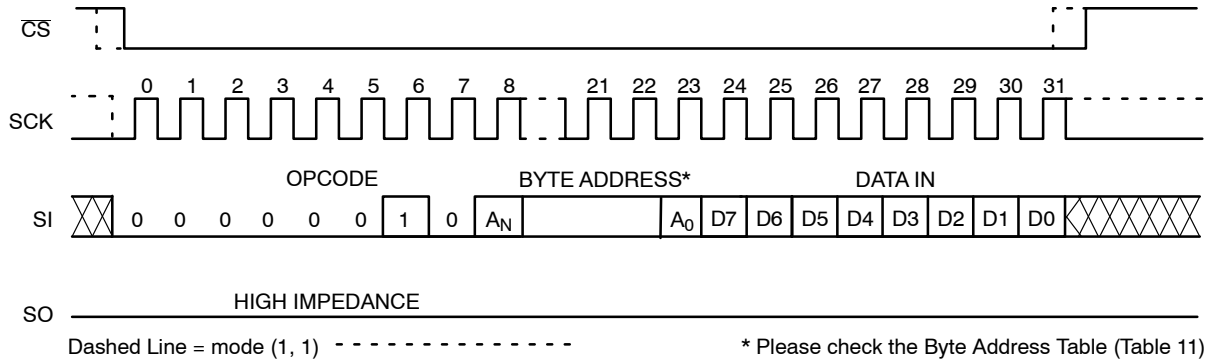 CS
0 1 2 3 4 5 6 7 8 21 22 23 24 25 26 27 28 29 30 31
SCK
OPCODE BYTE ADDRESS* DATA IN
SI 0 0 0 0 0 0 1 0 AN A0 D7 D6 D5 D4 D3 D2 D1 D0
HIGH IMPEDANCE
SO
Dashed Line = mode (1, 1) * Please check the Byte Address Table (Table 11)